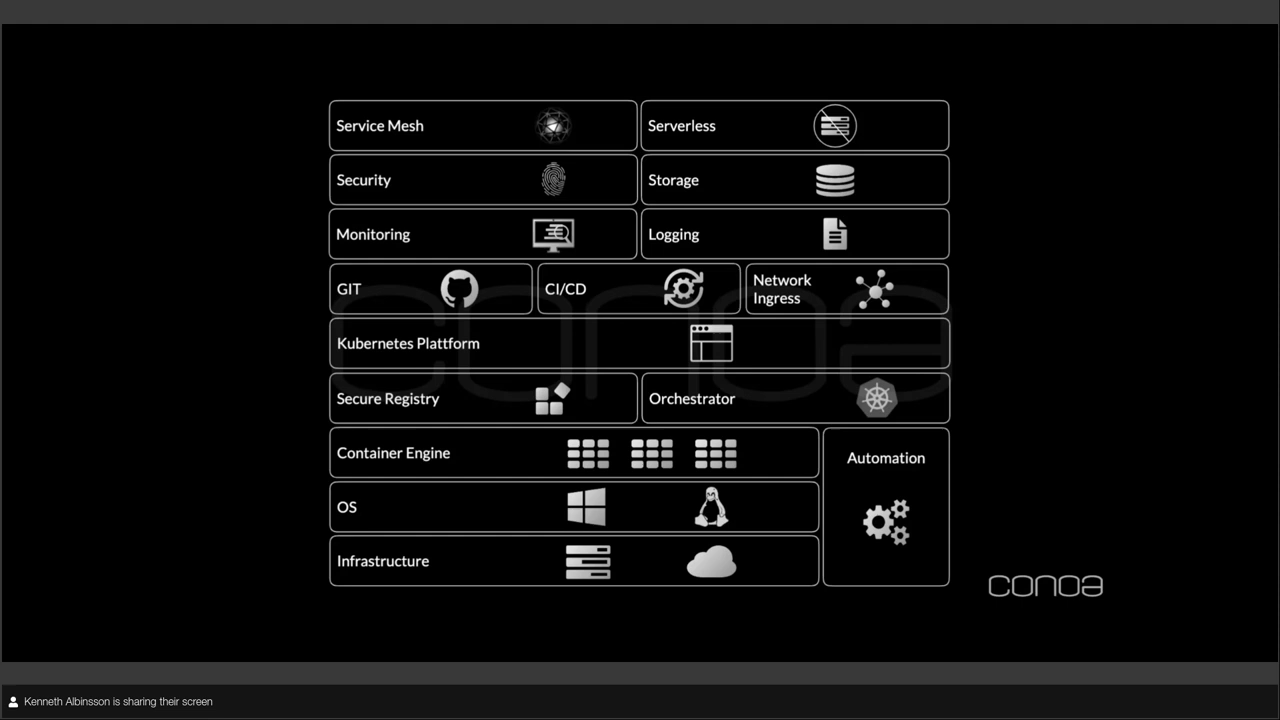 Service Mesh
Serverless
Security
Storage
Monitoring
Logging
GIT
CI/CD
Network
Ingress
Kubernetes Plattform
conoa
Secure Registry
Orchestrator
Container Engine
Automation
OS
Infrastructure
conoa
Kenneth Albinsson is sharing their screen